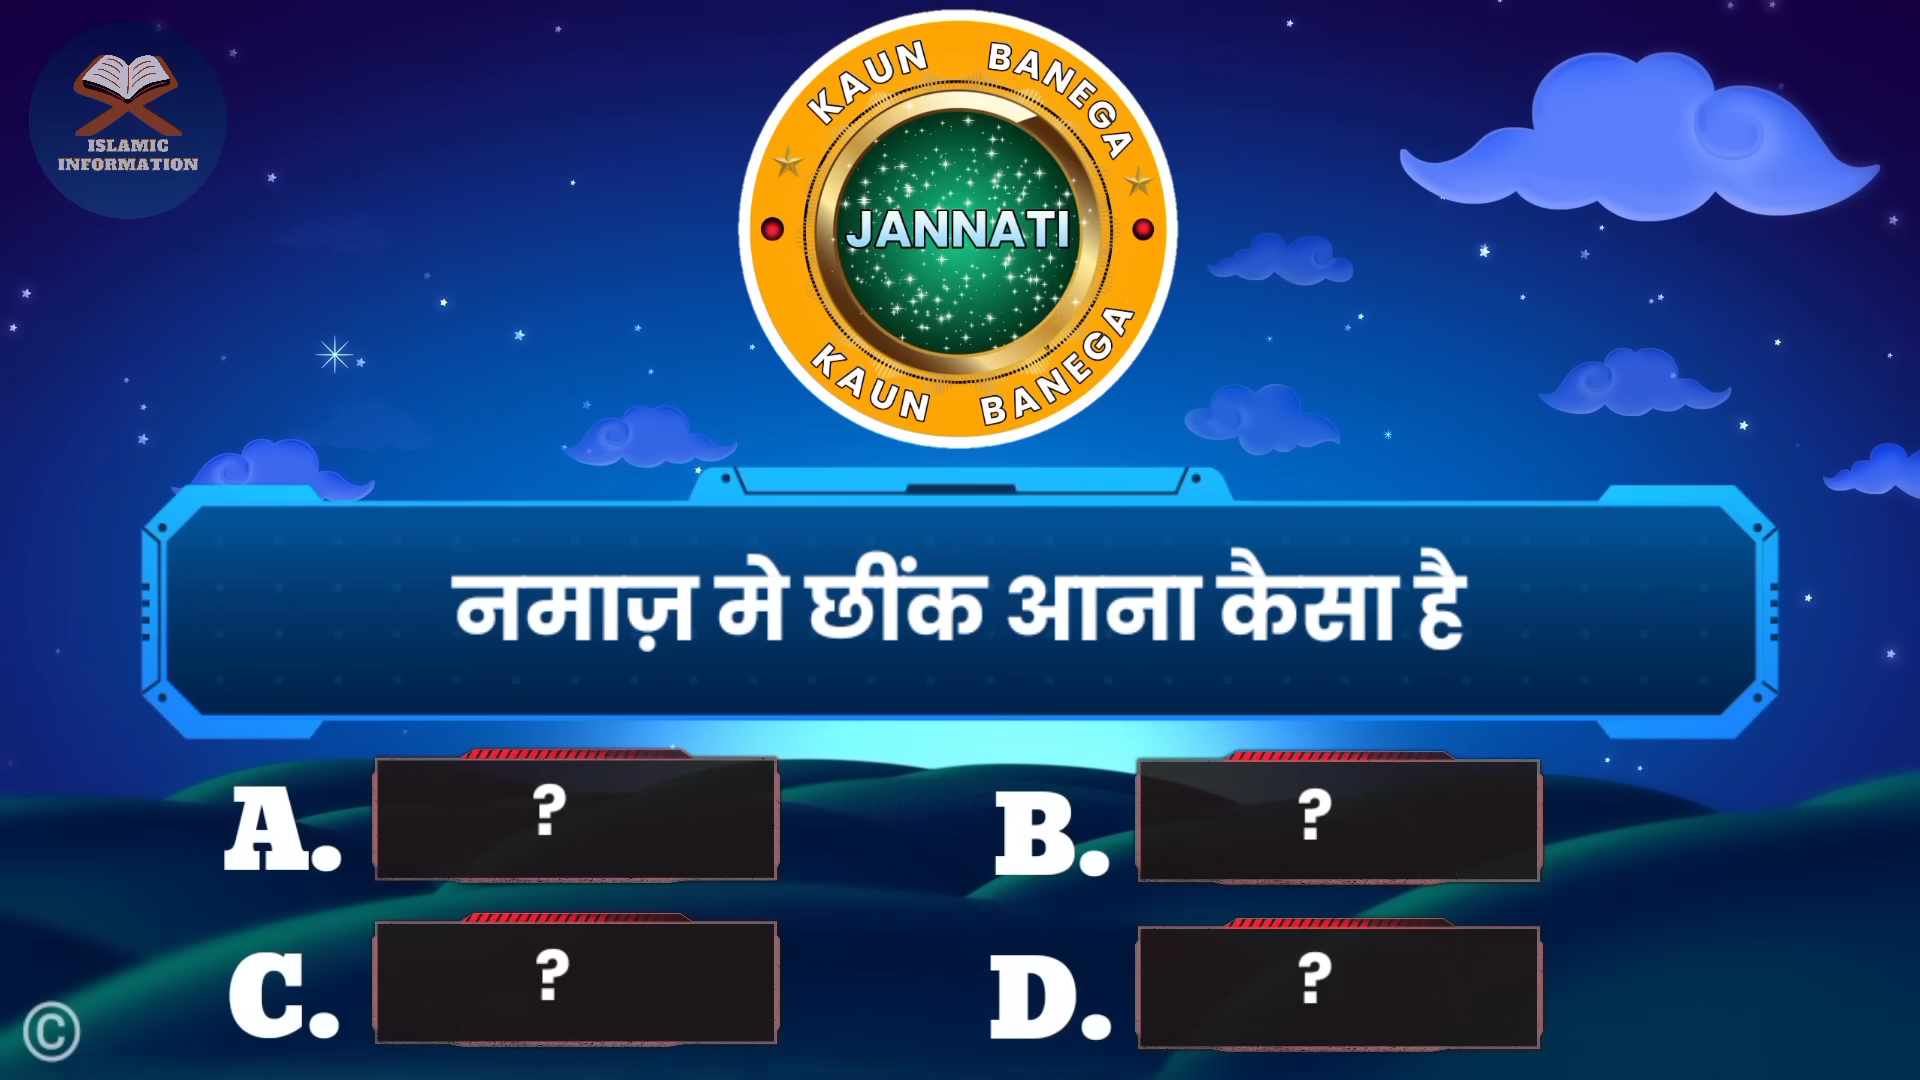 ISLAMIC
INFORMATION
KAUN BANEGA
JANNATI
KAUN BANEGA
नमाज़ मे छींक आना कैसा है
A. ?
B. ?
C. ?
D. ?
©